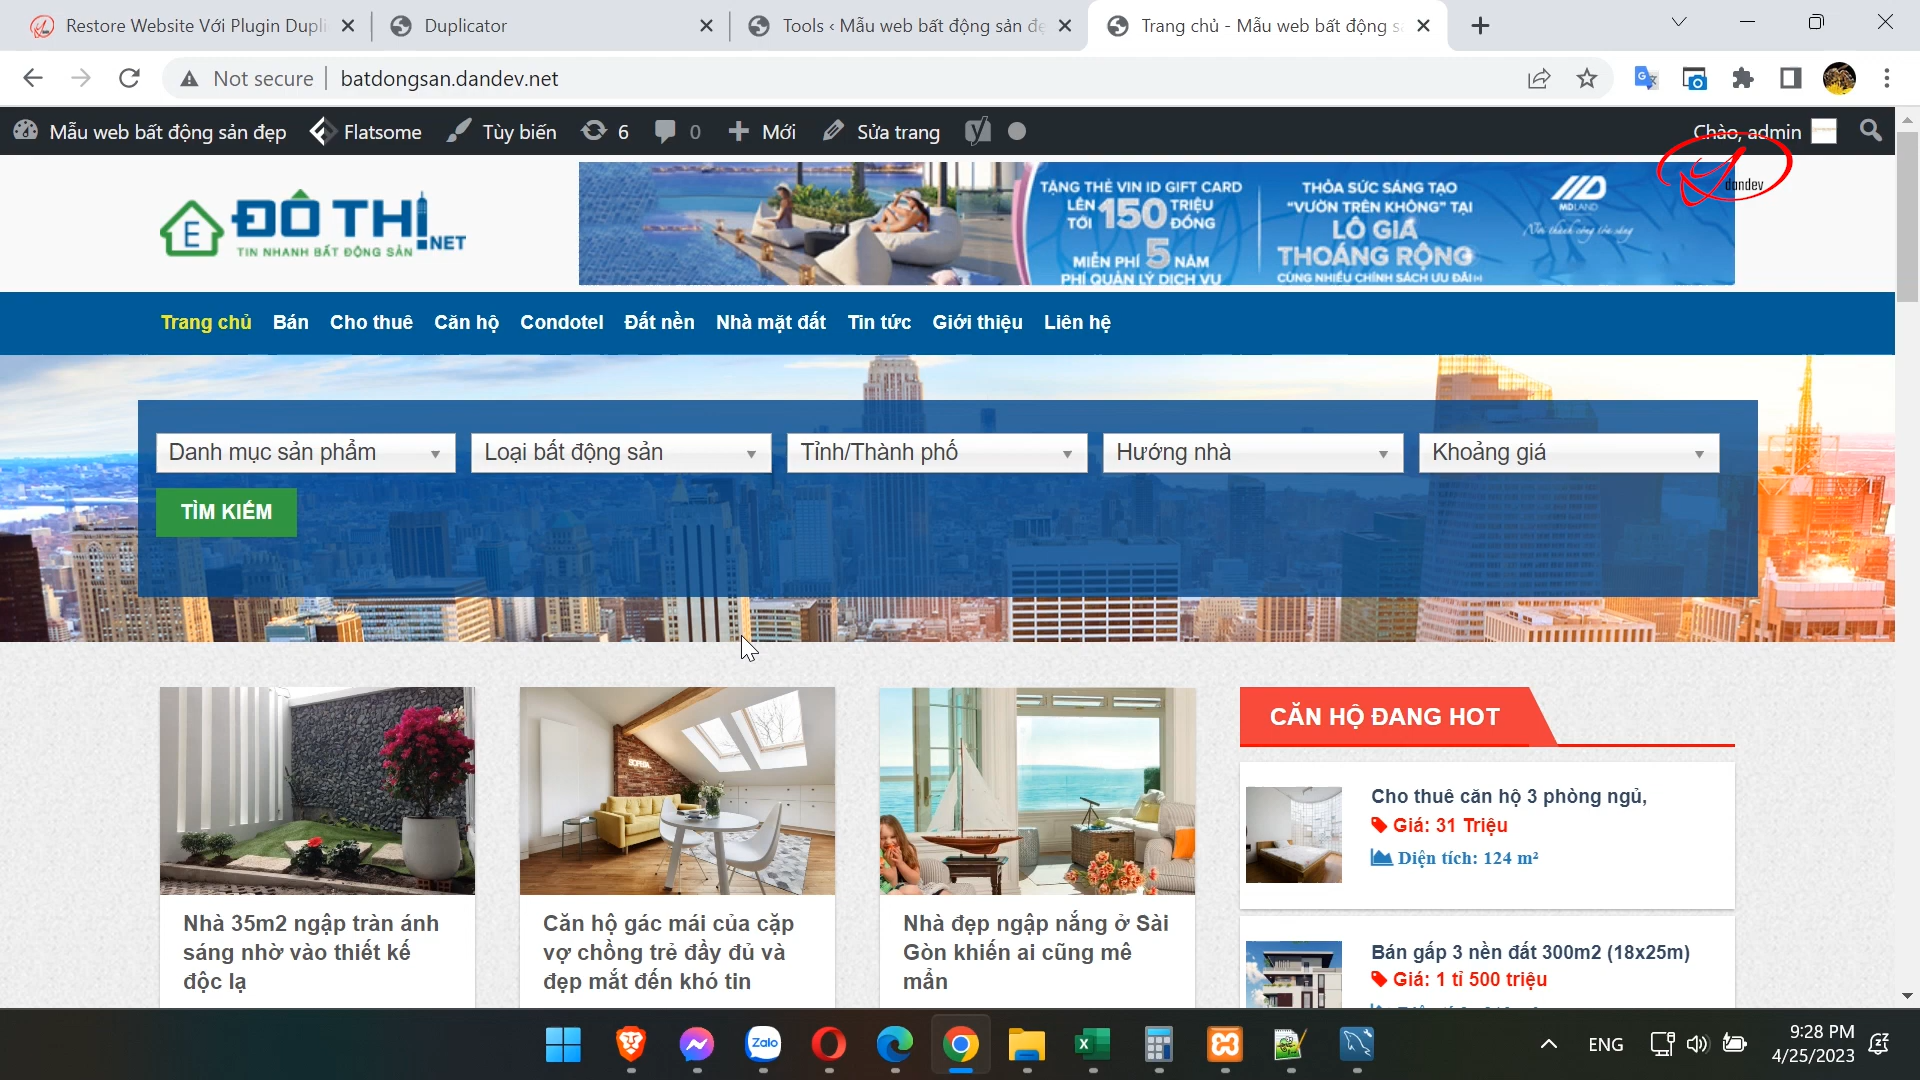 Restore Website Với Plugin Dupli
Duplicator
Tools ‹ Mẫu web bất động sản đẹ
Trang chủ - Mẫu web bất động sả
Not secure
batdongsan.dandev.net
Mẫu web bất động sản đẹp
Flatsome
Tùy biến
6
0
Mới
Sửa trang
Chào, admin
dandev
E ĐÔ THỊ.NET
TIN NHANH BẤT ĐỘNG SẢN
TẶNG THẺ VIN ID GIFT CARD
LÊN TỚI 150 TRIỆU ĐỒNG
MIỄN PHÍ 5 NĂM
PHÍ QUẢN LÝ DỊCH VỤ
THỎA SỨC SÁNG TẠO
“VƯỜN TRÊN KHÔNG” TẠI
LÔ GIA
THOÁNG RỘNG
CÙNG NHIỀU CHÍNH SÁCH ƯU ĐÃI
MDLAND
Trang chủ
Bán
Cho thuê
Căn hộ
Condotel
Đất nền
Nhà mặt đất
Tin tức
Giới thiệu
Liên hệ
Danh mục sản phẩm
Loại bất động sản
Tỉnh/Thành phố
Hướng nhà
Khoảng giá
TÌM KIẾM
Nhà 35m2 ngập tràn ánh
sáng nhờ vào thiết kế
độc lạ
Căn hộ gác mái của cặp
vợ chồng trẻ đầy đủ và
đẹp mắt đến khó tin
Nhà đẹp ngập nắng ở Sài
Gòn khiến ai cũng mê
mẩn
CĂN HỘ ĐANG HOT
Cho thuê căn hộ 3 phòng ngủ,
Giá: 31 Triệu
Diện tích: 124 m²
Bán gấp 3 nền đất 300m2 (18x25m)
Giá: 1 tỉ 500 triệu
Zalo
ENG
9:28 PM
4/25/2023